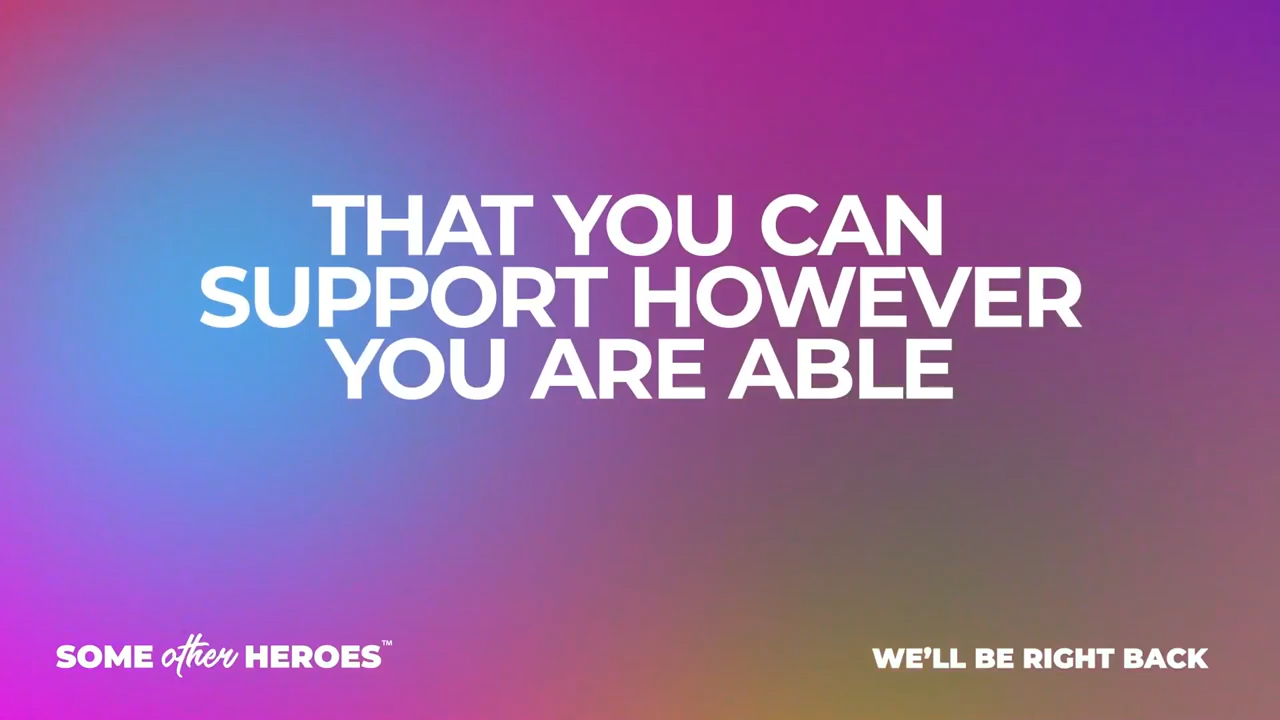 THAT YOU CAN
SUPPORT HOWEVER
YOU ARE ABLE
SOME other HEROES™
WE'LL BE RIGHT BACK